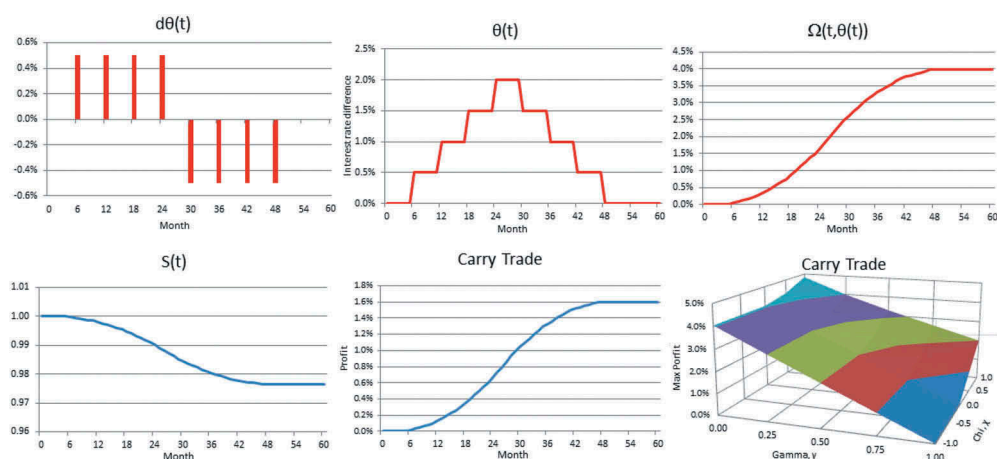 dθ(t)
0.6%
0.4%
0.2%
0.0%
-0.2%
-0.4%
-0.6%
0 6 12 18 24 30 36 42 48 54 60
Month
θ(t)
Interest rate difference
2.5%
2.0%
1.5%
1.0%
0.5%
0.0%
0 6 12 18 24 30 36 42 48 54 60
Month
Ω(t,θ(t))
4.5%
4.0%
3.5%
3.0%
2.5%
2.0%
1.5%
1.0%
0.5%
0.0%
0 6 12 18 24 30 36 42 48 54 60
Month
S(t)
1.01
1.00
0.99
0.98
0.97
0.96
0 6 12 18 24 30 36 42 48 54 60
Month
Carry Trade
Profit
1.8%
1.6%
1.4%
1.2%
1.0%
0.8%
0.6%
0.4%
0.2%
0.0%
0 6 12 18 24 30 36 42 48 54 60
Month
Carry Trade
Max Porfit
5.0%
4.0%
3.0%
2.0%
1.0%
0.0%
0.00 0.25 0.50 0.75 1.00
Gamma, γ
1.0
0.5
0.0
-0.5
-1.0
Chi, X